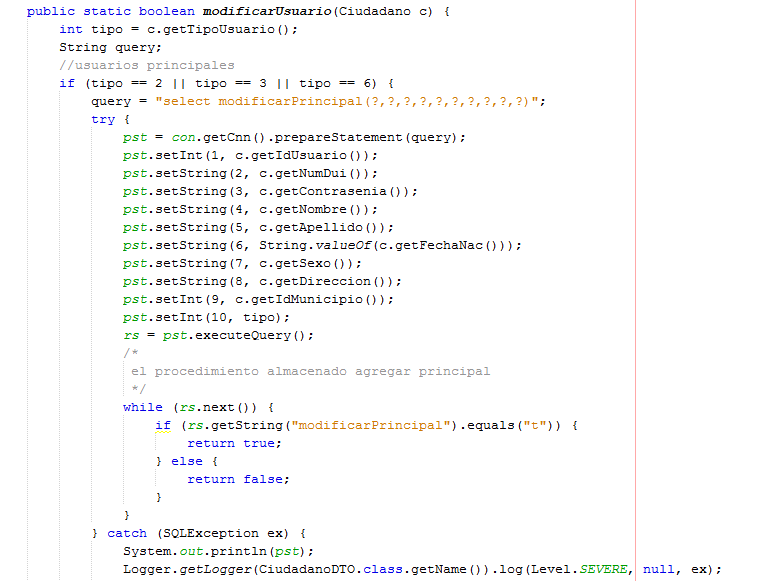 public static boolean modificarUsuario(Ciudadano c) {
int tipo = c.getTipoUsuario();
String query;
//usuarios principales
if (tipo == 2 || tipo == 3 || tipo == 6) {
query = "select modificarPrincipal(?,?,?,?,?,?,?,?,?,?)";
try {
pst = con.getCnn().prepareStatement(query);
pst.setInt(1, c.getIdUsuario());
pst.setString(2, c.getNumDui());
pst.setString(3, c.getContrasenia());
pst.setString(4, c.getNombre());
pst.setString(5, c.getApellido());
pst.setString(6, String.valueOf(c.getFechaNac()));
pst.setString(7, c.getSexo());
pst.setString(8, c.getDireccion());
pst.setInt(9, c.getIdMunicipio());
pst.setInt(10, tipo);
rs = pst.executeQuery();
/*
el procedimiento almacenado agregar principal
*/
while (rs.next()) {
if (rs.getString("modificarPrincipal").equals("t")) {
return true;
} else {
return false;
}
}
} catch (SQLException ex) {
System.out.println(pst);
Logger.getLogger(CiudadanoDTO.class.getName()).log(Level.SEVERE, null, ex);